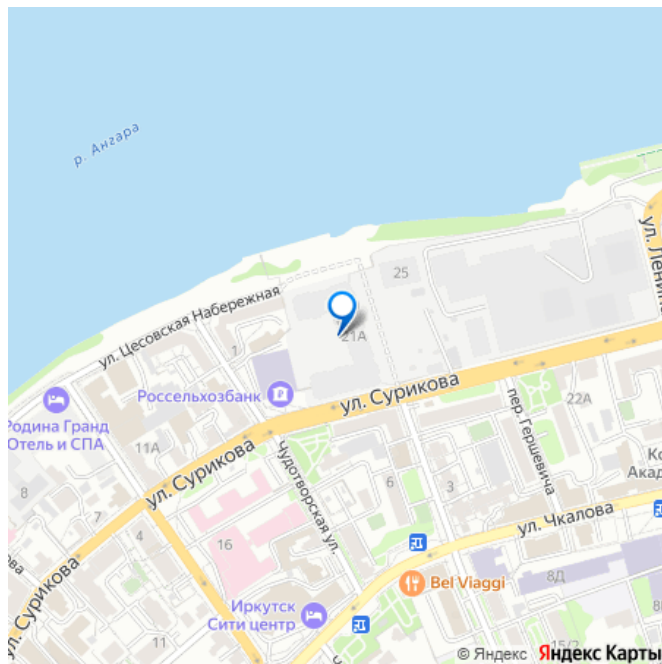 р. Ангара
ул. Ленина
25
ул. Цесовская Набережная
21А
1
Россельхозбанк
ул. Сурикова
Родина Гранд
Отель и СПА
11А
22А
пер. Гершевича
8
7
ул. Сурикова
4
Чудотворская ул.
6
3
ул. Чкалова
16
Bel Viaggi
8Д
Иркутск
Сити центр
ул. Сурикова
11
15/2
© Яндекс Яндекс Карты